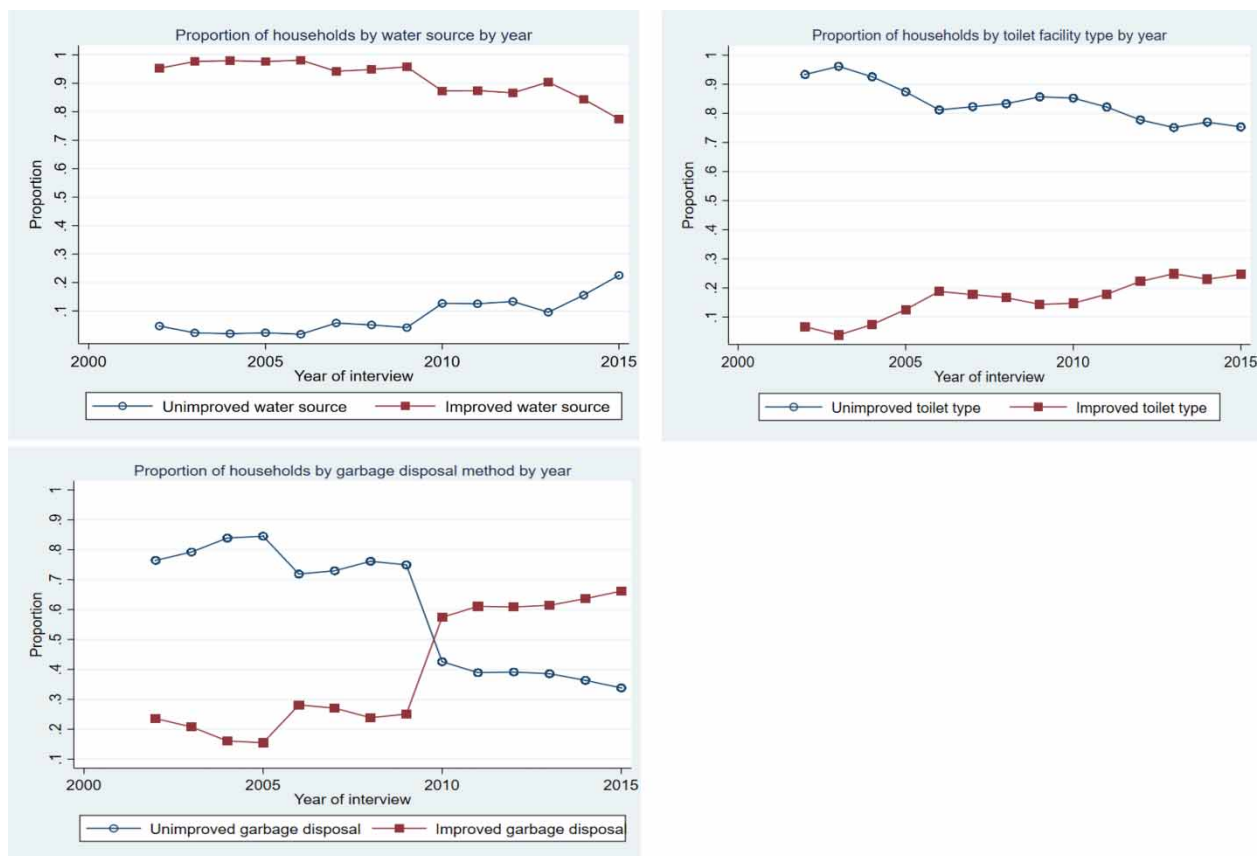 Proportion of households by water source by year
1
.9
.8
.7
.6
.5
.4
.3
.2
.1
Proportion
2000 2005 2010 2015
Year of interview
Unimproved water source Improved water source
Proportion of households by toilet facility type by year
1
.9
.8
.7
.6
.5
.4
.3
.2
.1
Proportion
2000 2005 2010 2015
Year of interview
Unimproved toilet type Improved toilet type
Proportion of households by garbage disposal method by year
1
.9
.8
.7
.6
.5
.4
.3
.2
.1
Proportion
2000 2005 2010 2015
Year of interview
Unimproved garbage disposal Improved garbage disposal